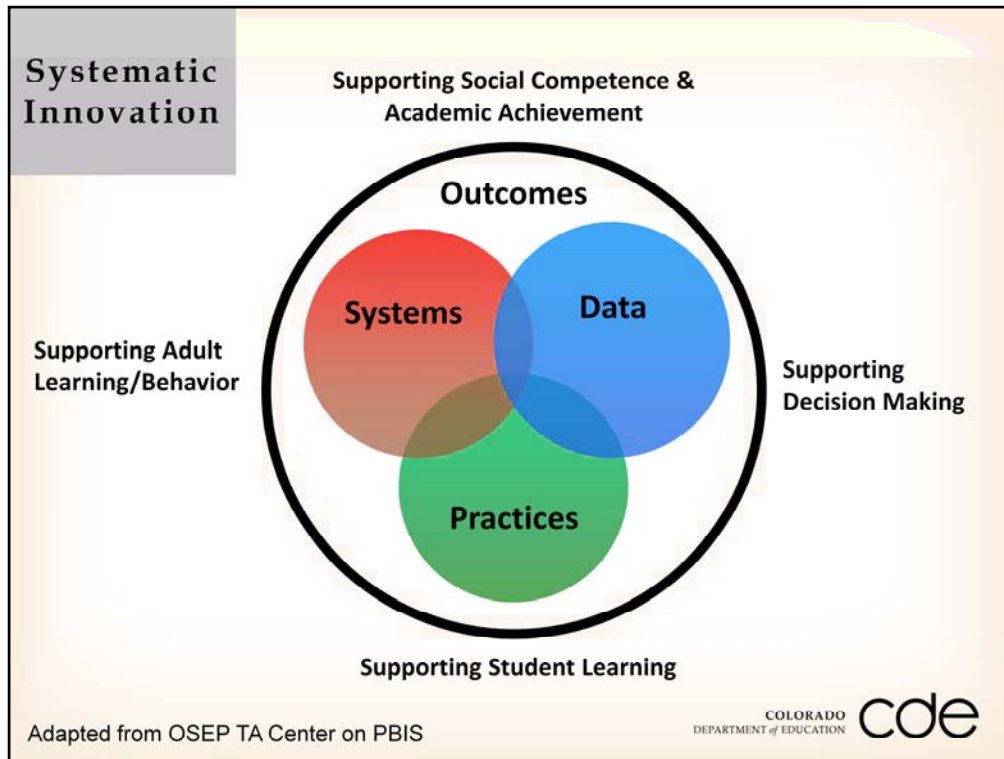 Systematic
Innovation
Supporting Social Competence &
Academic Achievement
Outcomes
Systems
Data
Supporting Adult
Learning/Behavior
Supporting
Decision Making
Practices
Supporting Student Learning
Adapted from OSEP TA Center on PBIS
COLORADO
DEPARTMENT of EDUCATION
cde